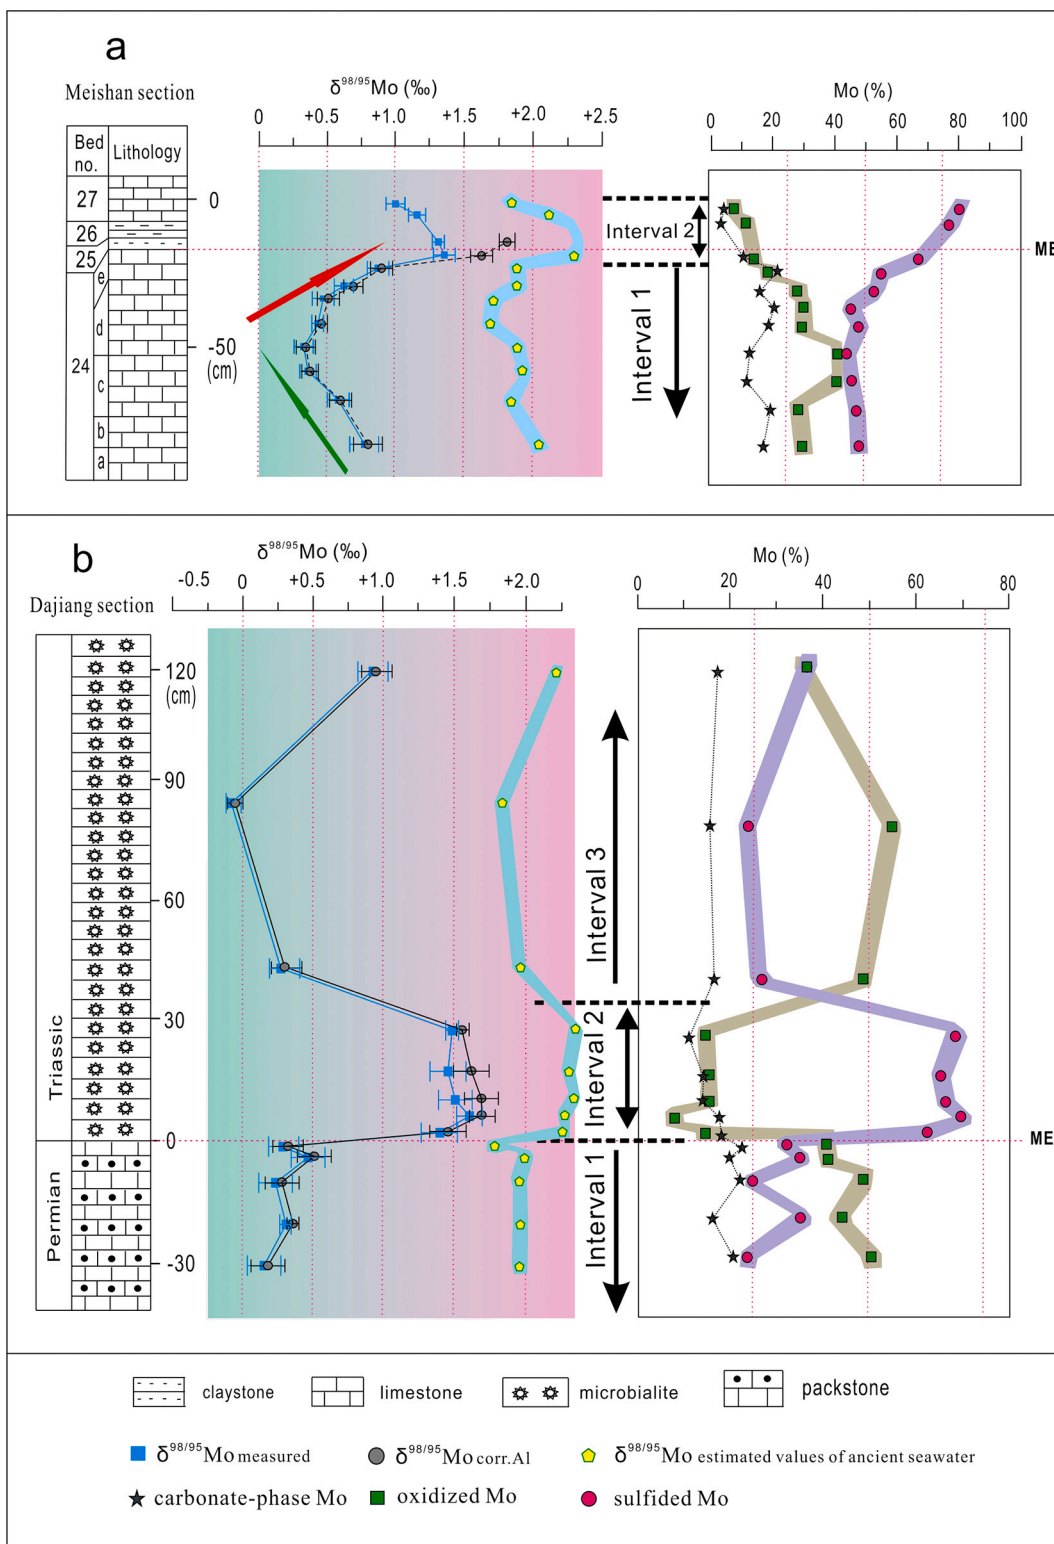 a
Meishan section
δ98/95Mo (‰)
0 +0.5 +1.0 +1.5 +2.0 +2.5
Mo (%)
0 20 40 60 80 100
Bed no. Lithology
27
26
25
e
d
24
c
b
a
0
-50
(cm)
Interval 2
Interval 1
ME
b
Dajiang section
δ98/95Mo (‰)
-0.5 0 +0.5 +1.0 +1.5 +2.0
Mo (%)
0 20 40 60 80
120
(cm)
90
60
30
0
-30
Triassic
Permian
Interval 3
Interval 2
Interval 1
ME
claystone limestone microbialite packstone
δ98/95Mo measured δ98/95Mo corr.Al δ98/95Mo estimated values of ancient seawater
carbonate-phase Mo oxidized Mo sulfided Mo